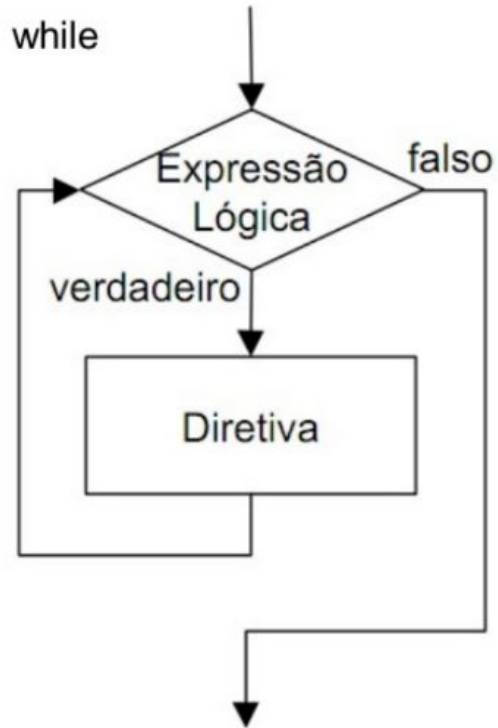 while
falso
Expressão
Lógica
verdadeiro
Diretiva